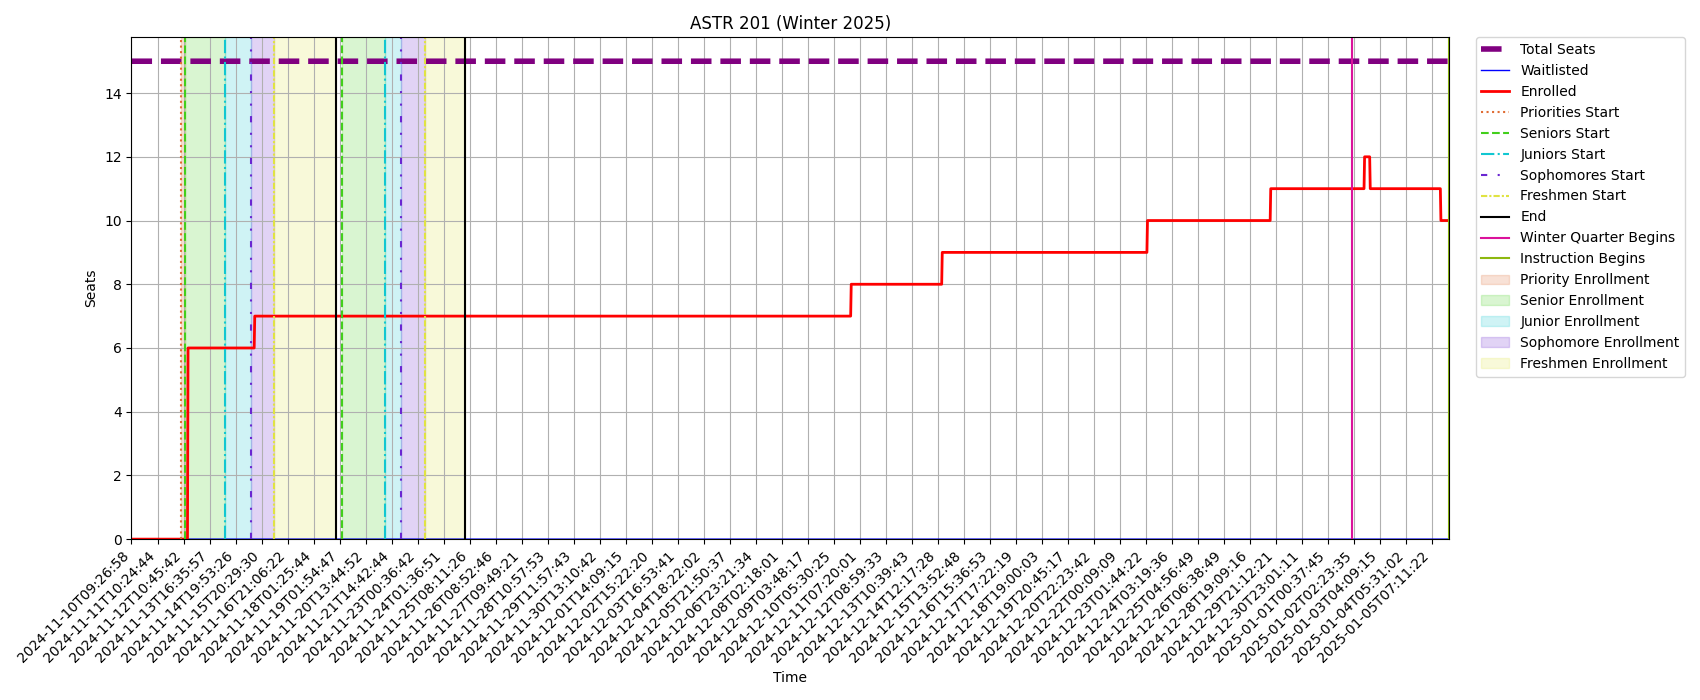 ASTR 201 (Winter 2025)
Seats
14
12
10
8
6
4
2
0
2024-11-10T09:26:58
2024-11-11T10:24:44
2024-11-12T10:45:42
2024-11-13T16:35:57
2024-11-14T19:53:26
2024-11-15T20:29:30
2024-11-16T21:06:22
2024-11-18T01:25:44
2024-11-19T01:54:47
2024-11-20T13:44:52
2024-11-21T14:42:44
2024-11-23T00:36:42
2024-11-24T01:36:51
2024-11-25T08:11:26
2024-11-26T08:52:46
2024-11-27T09:49:21
2024-11-28T10:57:53
2024-11-29T11:57:43
2024-11-30T13:10:42
2024-12-01T14:09:15
2024-12-02T15:22:20
2024-12-03T16:53:41
2024-12-04T18:22:02
2024-12-05T21:50:37
2024-12-06T23:21:34
2024-12-08T02:18:01
2024-12-09T03:48:17
2024-12-10T05:30:25
2024-12-11T07:20:01
2024-12-12T08:59:33
2024-12-13T10:39:43
2024-12-14T12:17:28
2024-12-15T13:52:48
2024-12-16T15:36:53
2024-12-17T17:22:19
2024-12-18T19:00:03
2024-12-19T20:45:17
2024-12-20T22:23:42
2024-12-22T00:09:09
2024-12-23T01:44:22
2024-12-24T03:19:36
2024-12-25T04:56:49
2024-12-26T06:38:49
2024-12-28T19:09:16
2024-12-29T21:12:21
2024-12-30T23:01:11
2025-01-01T00:37:45
2025-01-02T02:23:35
2025-01-03T04:09:15
2025-01-04T05:31:02
2025-01-05T07:11:22
Time
Total Seats
Waitlisted
Enrolled
Priorities Start
Seniors Start
Juniors Start
Sophomores Start
Freshmen Start
End
Winter Quarter Begins
Instruction Begins
Priority Enrollment
Senior Enrollment
Junior Enrollment
Sophomore Enrollment
Freshmen Enrollment